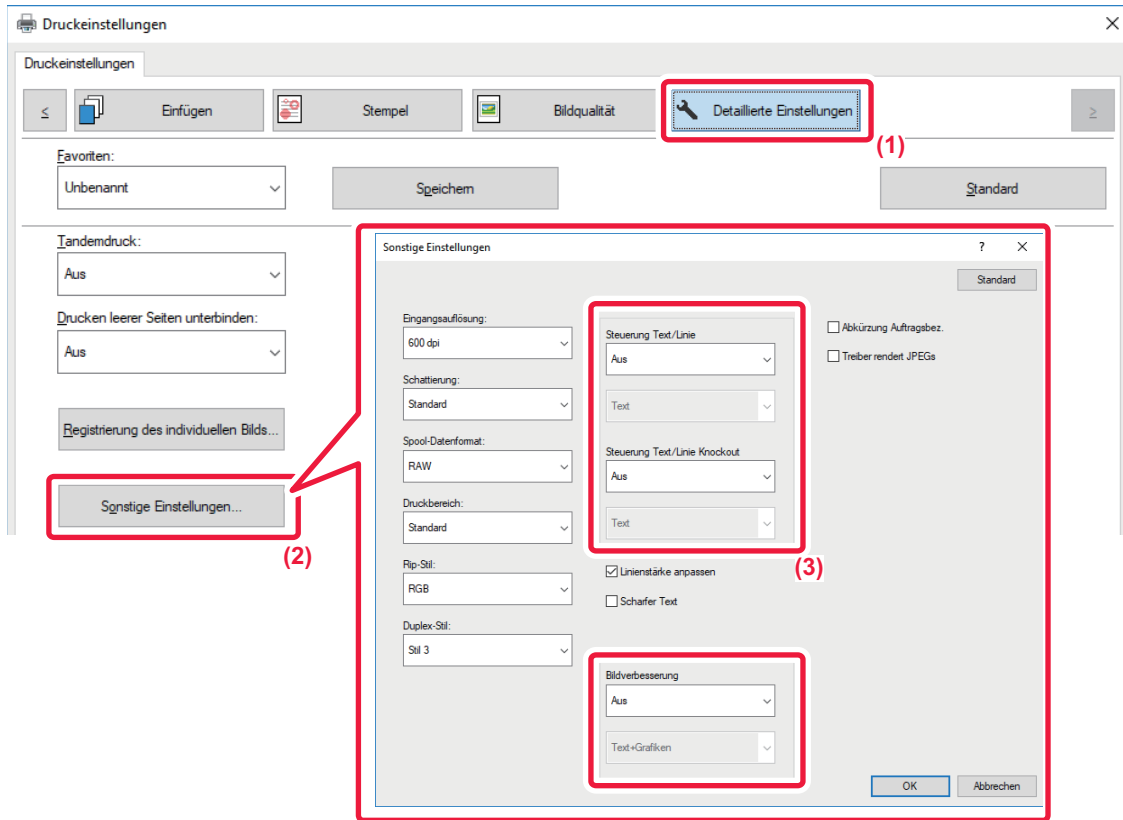 Druckeinstellungen
Druckeinstellungen
< Einfügen Stempel Bildqualität Detaillierte Einstellungen >
(1)
Favoriten:
Unbenannt Speichern Standard
Tandemdruck:
Aus
Drucken leerer Seiten unterbinden:
Aus
Registrierung des individuellen Bilds...
Sonstige Einstellungen...
(2)
Sonstige Einstellungen ?
Standard
Eingangsauflösung:
600 dpi
Schattierung:
Standard
Spool-Datenformat:
RAW
Druckbereich:
Standard
Rip-Stil:
RGB
Duplex-Stil:
Stil 3
Steuerung Text/Linie
Aus
Text
Steuerung Text/Linie Knockout
Aus
Text
(3)
Linienstärke anpassen
Scharfer Text
Bildverbesserung
Aus
Text+Grafiken
Abkürzung Auftragsbez.
Treiber rendert JPEGs
OK Abbrechen